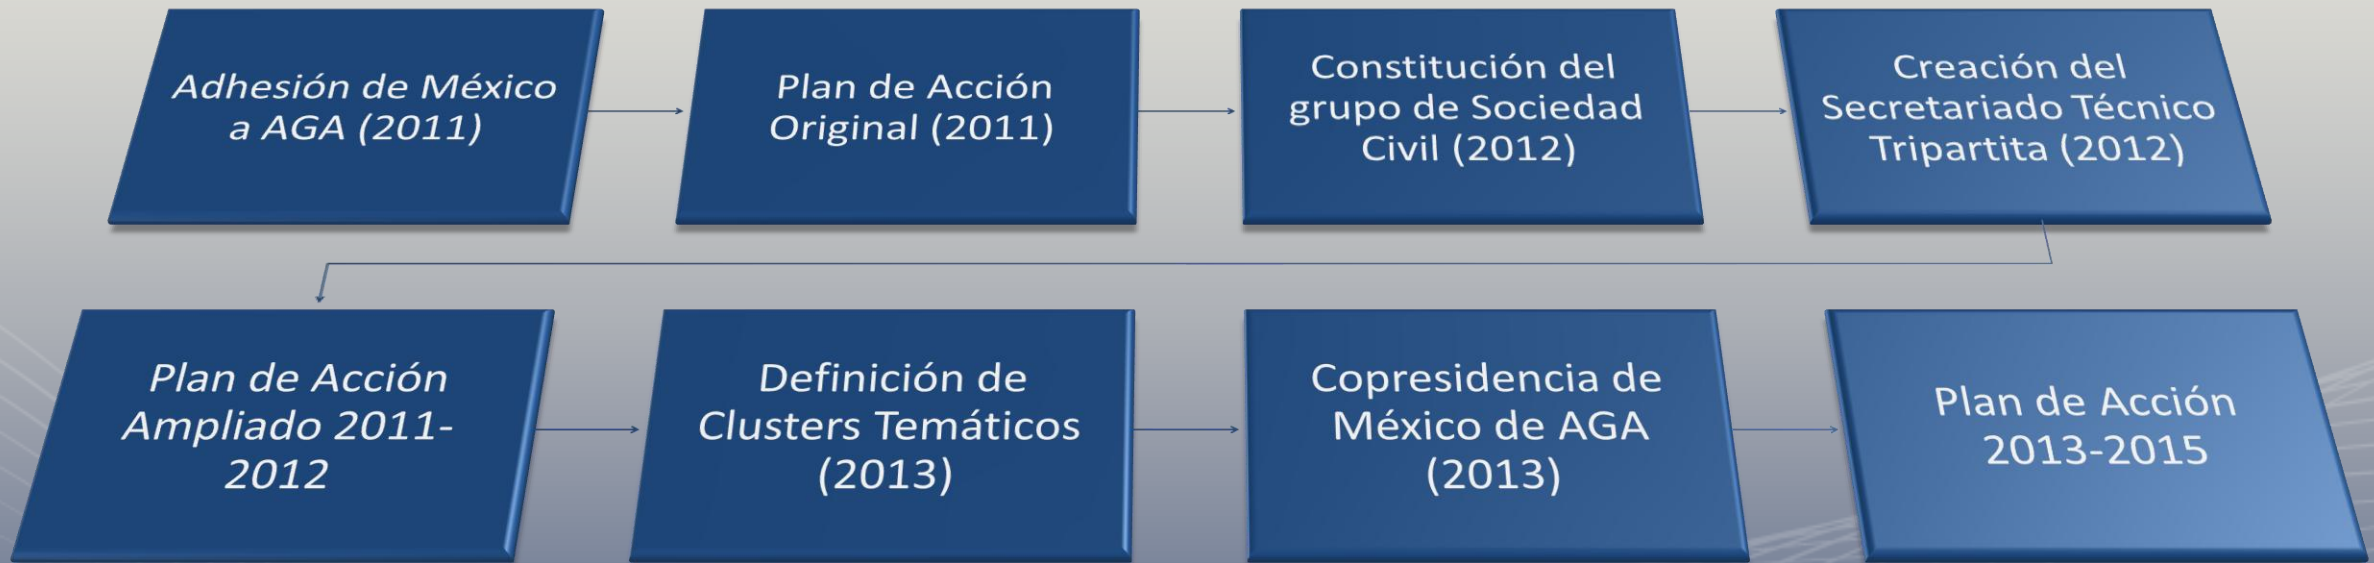 Adhesión de México
a AGA (2011)
Plan de Acción
Original (2011)
Constitución del
grupo de Sociedad
Civil (2012)
Creación del
Secretariado Técnico
Tripartita (2012)
Plan de Acción
Ampliado 2011-
2012
Definición de
Clusters Temáticos
(2013)
Copresidencia de
México de AGA
(2013)
Plan de Acción
2013-2015